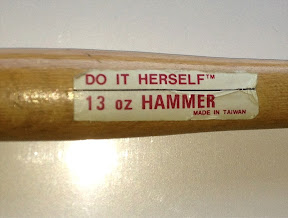 DO IT HERSELF™
13 oz HAMMER
MADE IN TAIWAN